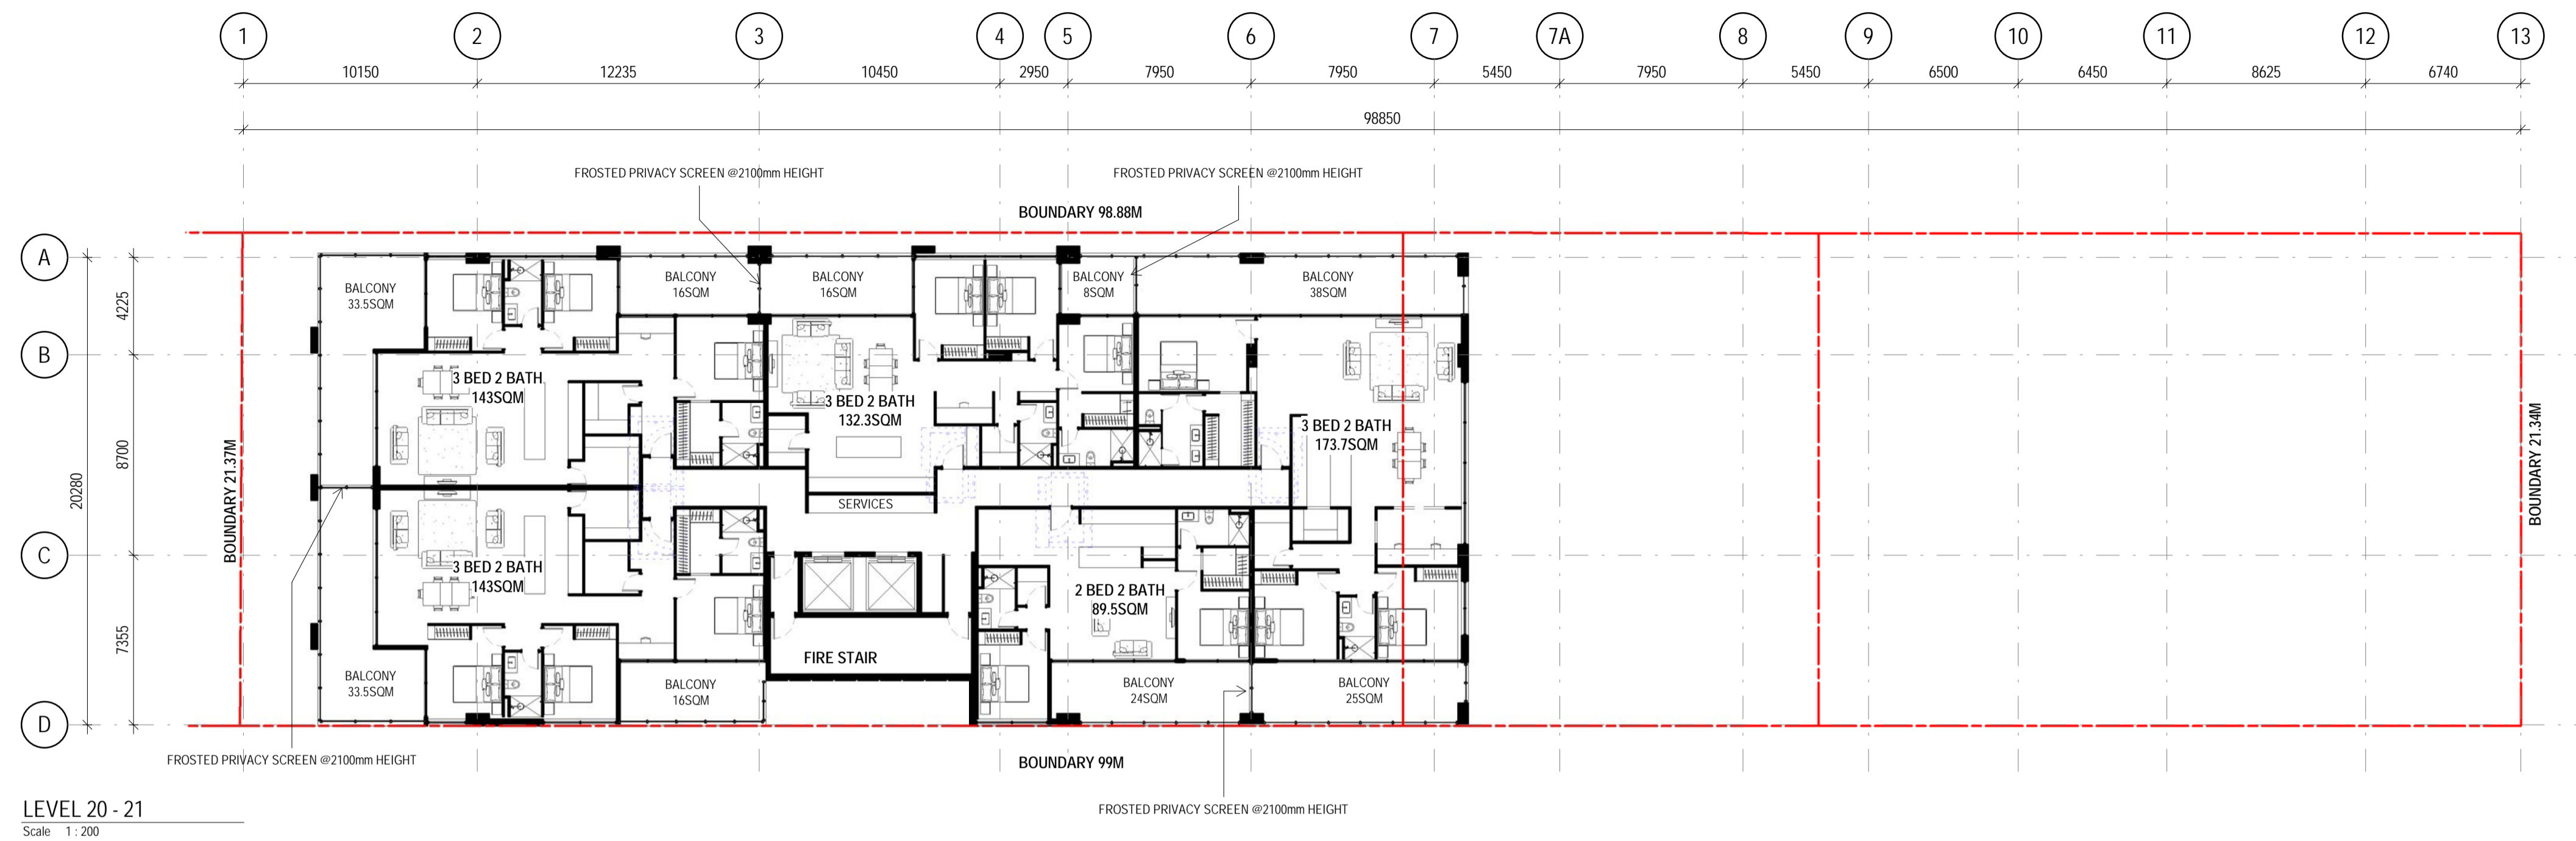 1 2 3 4 5 6 7 7A 8 9 10 11 12 13
10150 12235 10450 2950 7950 7950 5450 7950 5450 6500 6450 8625 6740
98850
FROSTED PRIVACY SCREEN @2100mm HEIGHT
FROSTED PRIVACY SCREEN @2100mm HEIGHT
BOUNDARY 98.88M
A
B
C
D
4225
8700
7355
20280
BOUNDARY 21.37M
BOUNDARY 21.34M
BALCONY
33.5SQM
BALCONY
16SQM
BALCONY
16SQM
BALCONY
8SQM
BALCONY
38SQM
3 BED 2 BATH
143SQM
3 BED 2 BATH
132.3SQM
3 BED 2 BATH
173.7SQM
SERVICES
3 BED 2 BATH
143SQM
2 BED 2 BATH
89.5SQM
FIRE STAIR
BALCONY
33.5SQM
BALCONY
16SQM
BALCONY
24SQM
BALCONY
25SQM
FROSTED PRIVACY SCREEN @2100mm HEIGHT
BOUNDARY 99M
FROSTED PRIVACY SCREEN @2100mm HEIGHT
LEVEL 20 - 21
Scale 1 : 200